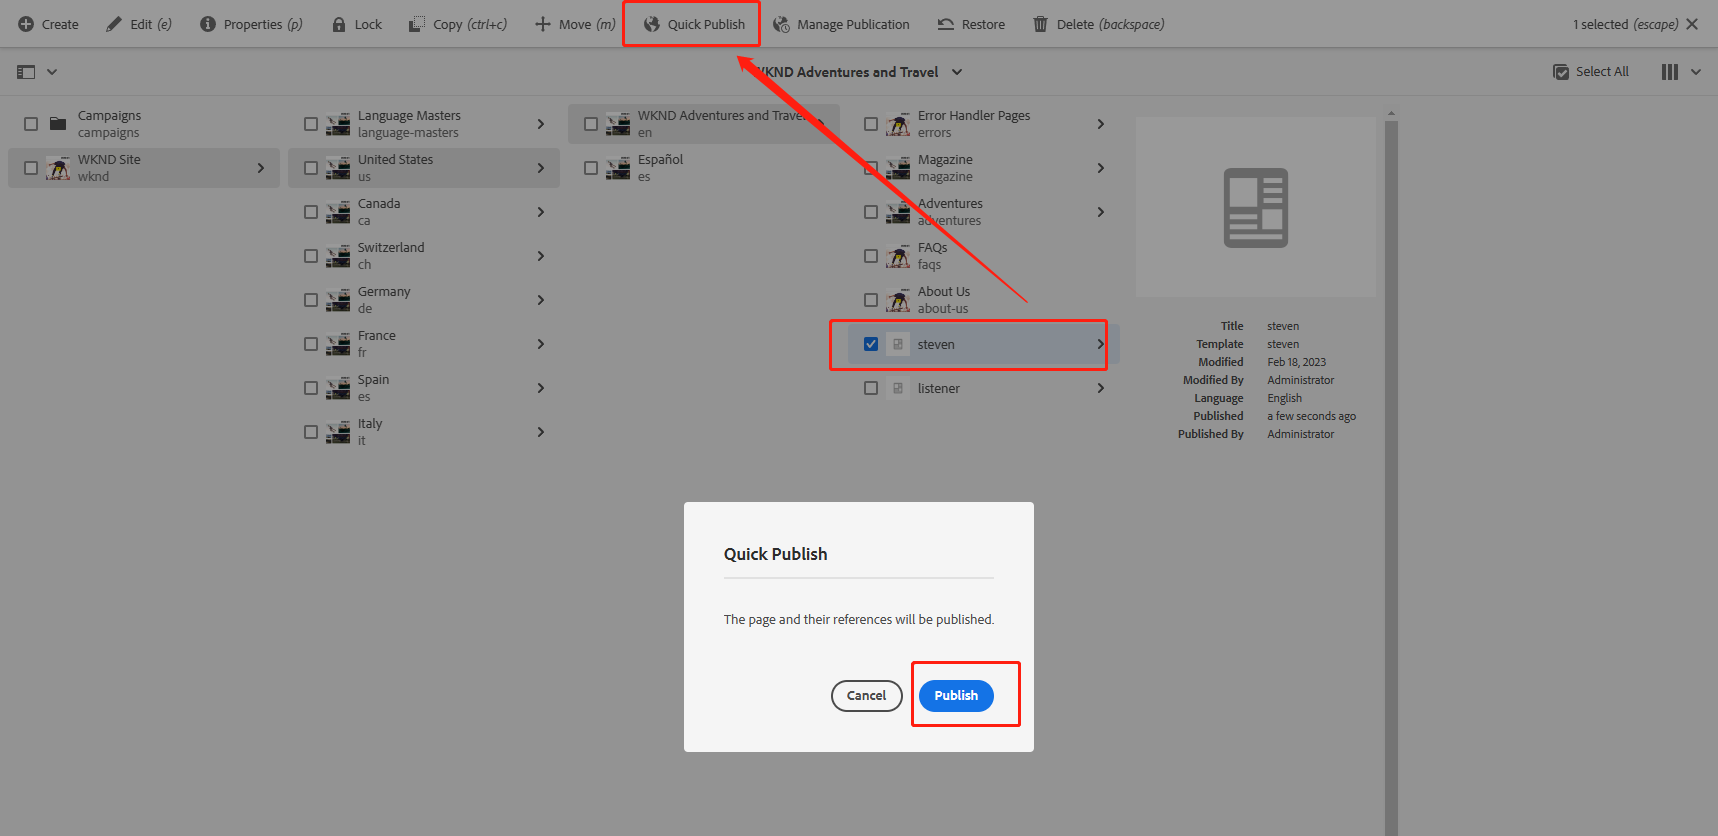 Create Edit (e) Properties (p) Lock Copy (ctrl+c) Move (m) Quick Publish Manage Publication Restore Delete (backspace) 1 selected (escape)
WKND Adventures and Travel Select All
Campaigns
campaigns
WKND Site
wknd
Language Masters
language-masters
United States
us
Canada
ca
Switzerland
ch
Germany
de
France
fr
Spain
es
Italy
it
WKND Adventures and Travel
en
Español
es
Error Handler Pages
errors
Magazine
magazine
Adventures
adventures
FAQs
faqs
About Us
about-us
steven
listener
Title steven
Template steven
Modified Feb 18, 2023
Modified By Administrator
Language English
Published a few seconds ago
Published By Administrator
Quick Publish
The page and their references will be published.
Cancel Publish